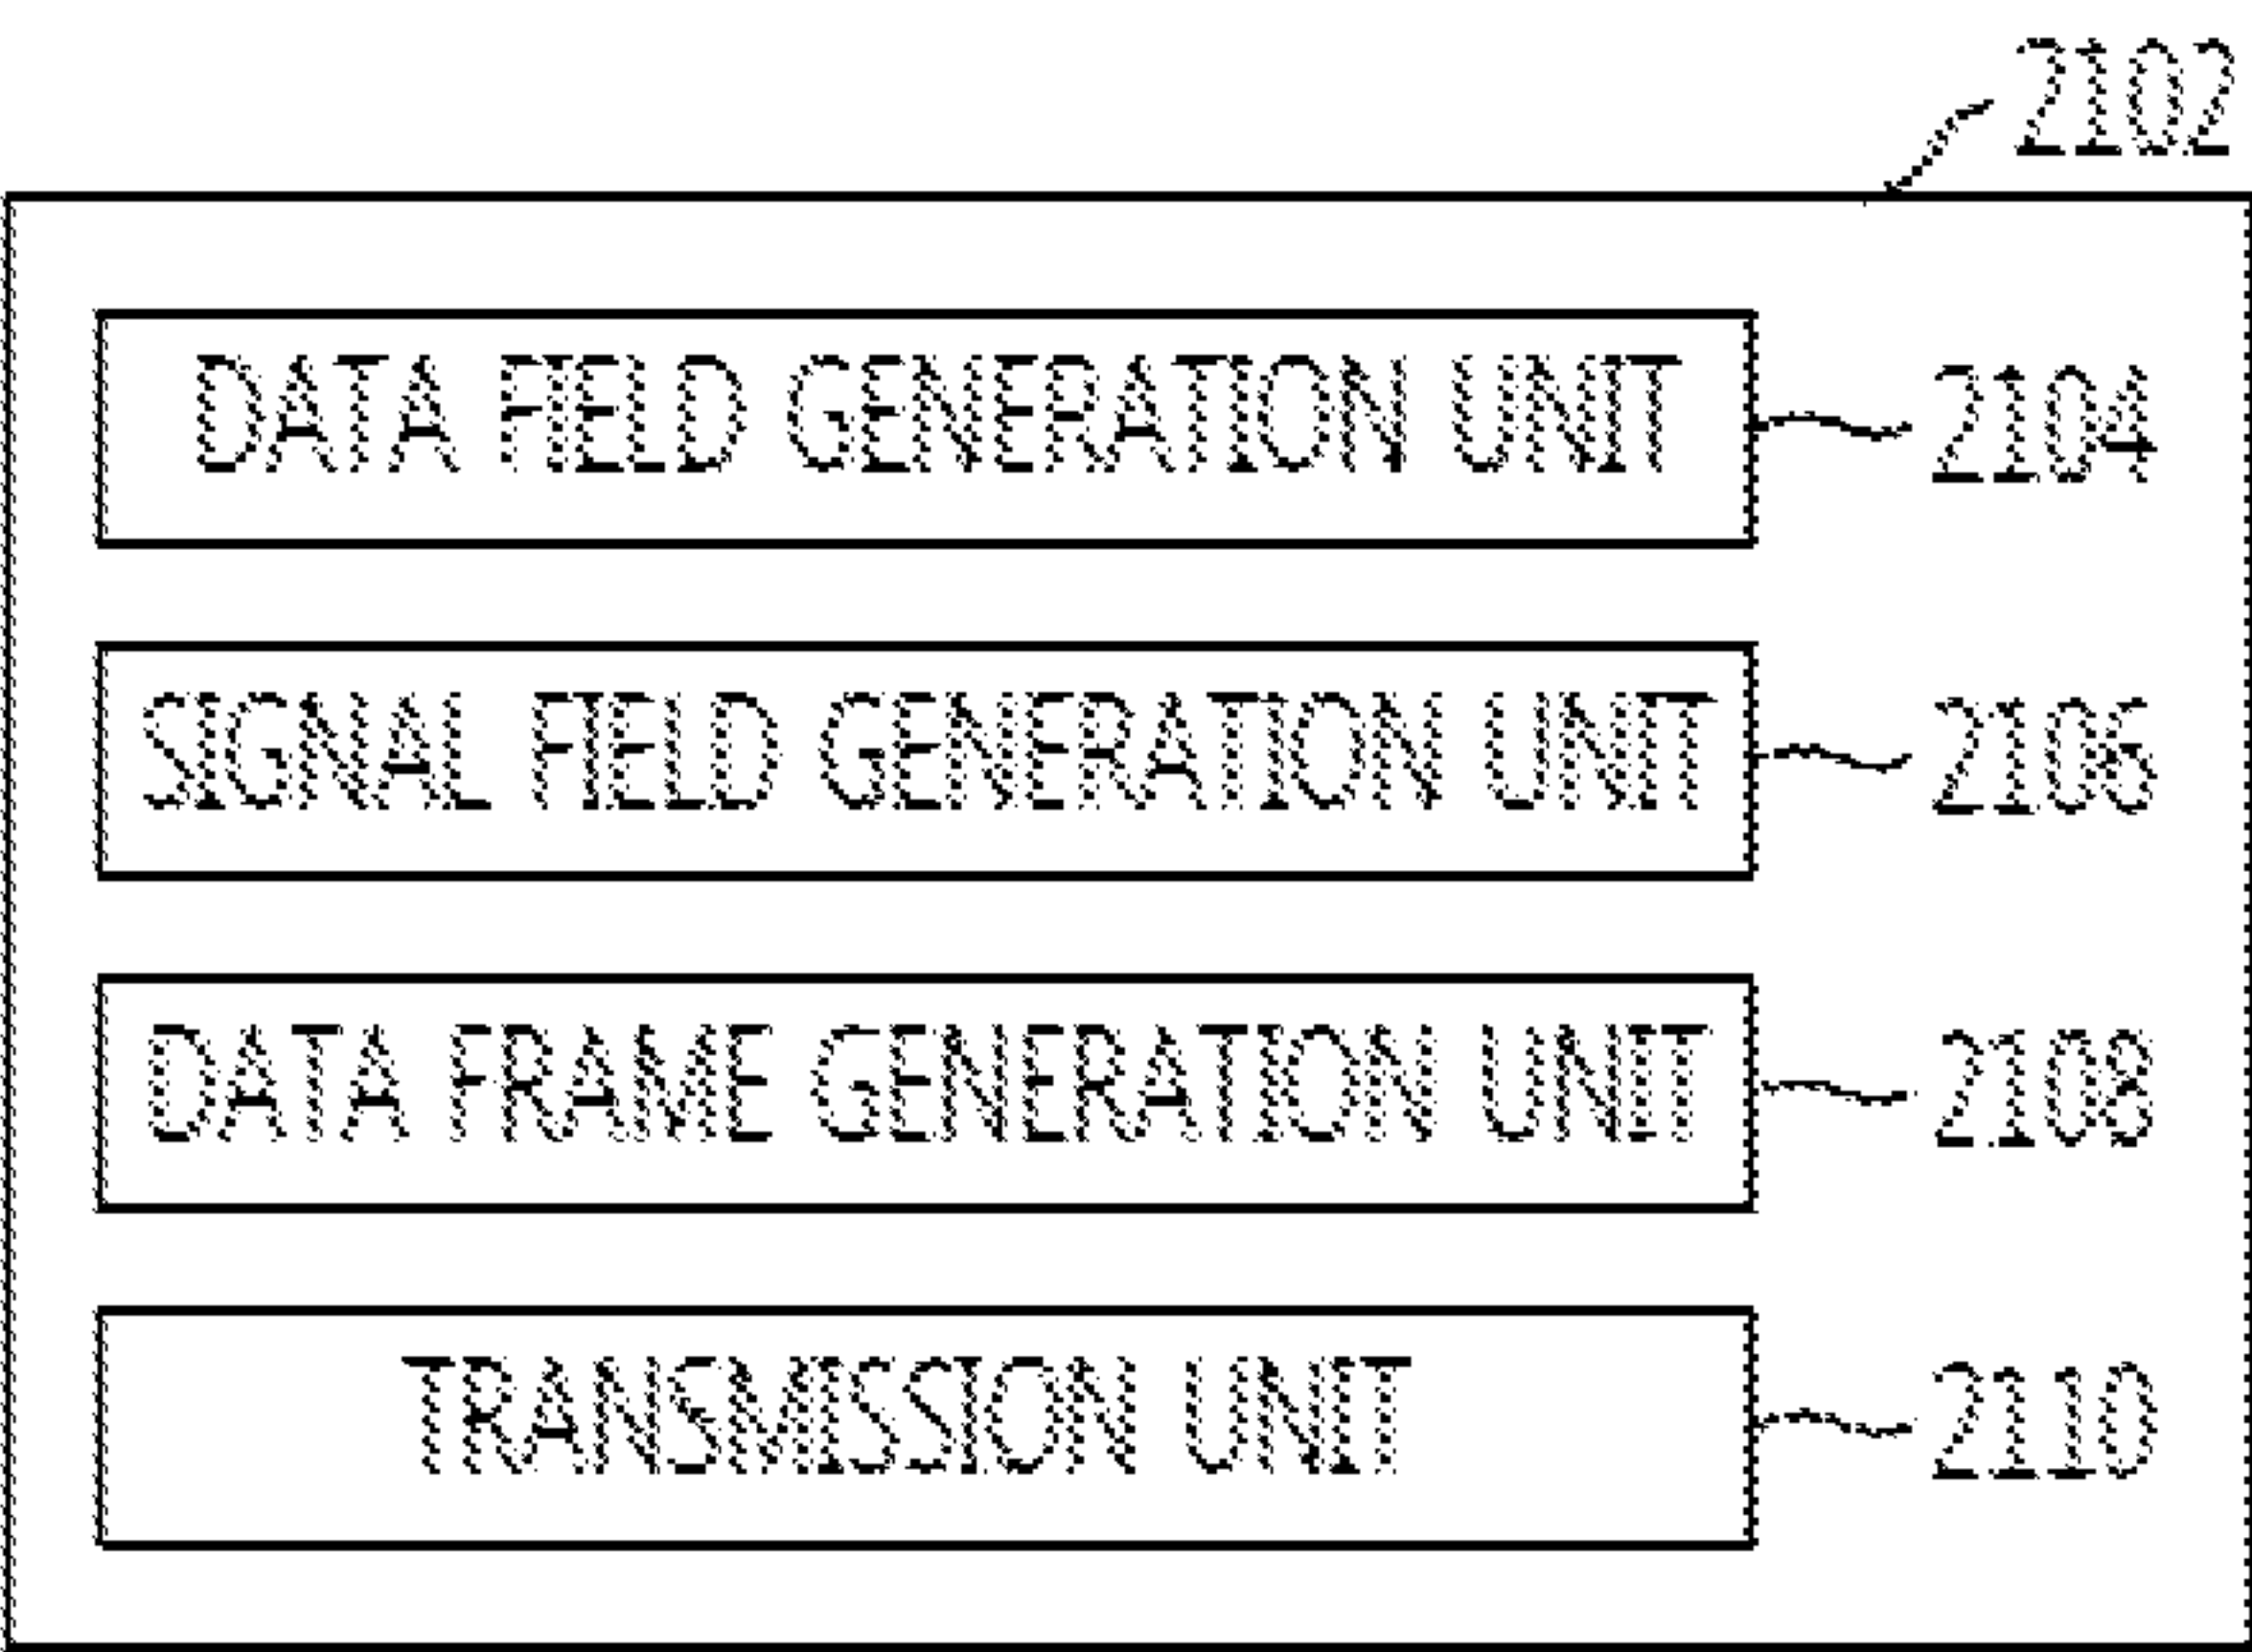 2102
DATA FIELD GENERATION UNIT 2104
SIGNAL FIELD GENERATION UNIT 2106
DATA FRAME GENERATION UNIT 2108
TRANSMISSION UNIT 2110